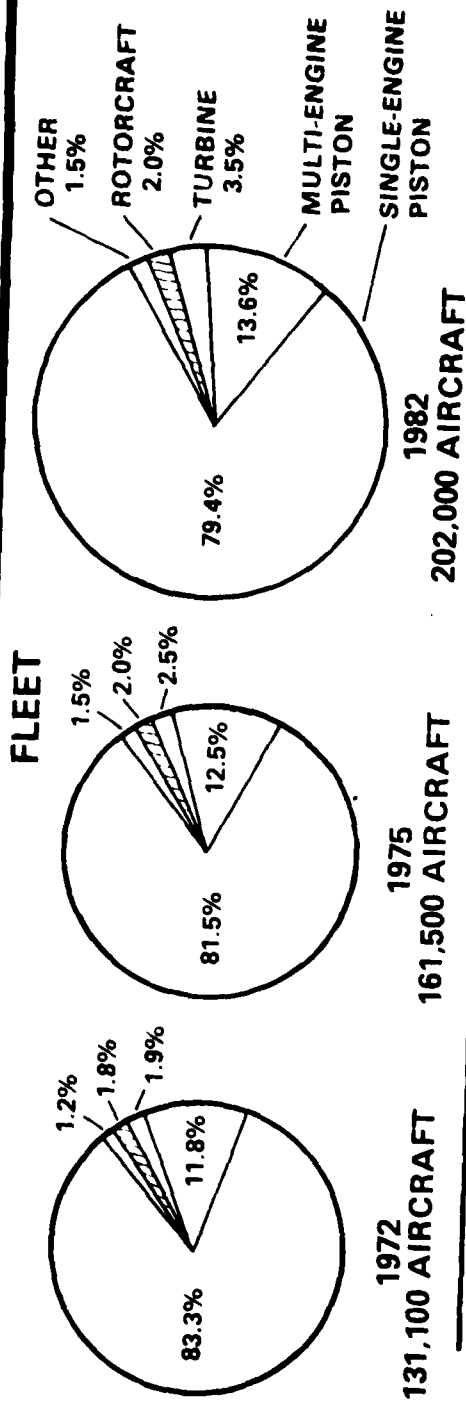 FLEET
1.2%
1.8%
1.9%
11.8%
83.3%
1972
131,100 AIRCRAFT
1.5%
2.0%
2.5%
12.5%
81.5%
1975
161,500 AIRCRAFT
OTHER
1.5%
ROTORCRAFT
2.0%
TURBINE
3.5%
MULTI-ENGINE
PISTON
SINGLE-ENGINE
PISTON
13.6%
79.4%
1982
202,000 AIRCRAFT